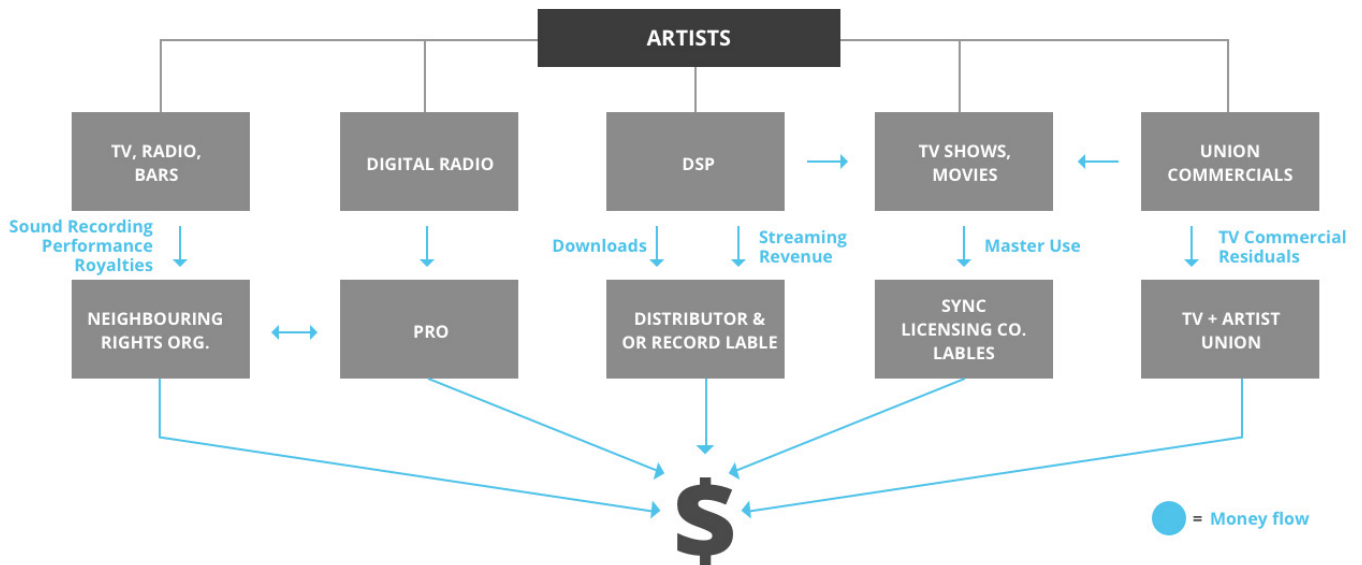 ARTISTS
TV, RADIO,
BARS
DIGITAL RADIO
DSP
TV SHOWS,
MOVIES
UNION
COMMERCIALS
Sound Recording
Performance
Royalties
Downloads
Streaming
Revenue
Master Use
TV Commercial
Residuals
NEIGHBOURING
RIGHTS ORG.
PRO
DISTRIBUTOR &
OR RECORD LABLE
SYNC
LICENSING CO.
LABLES
TV + ARTIST
UNION
$
= Money flow